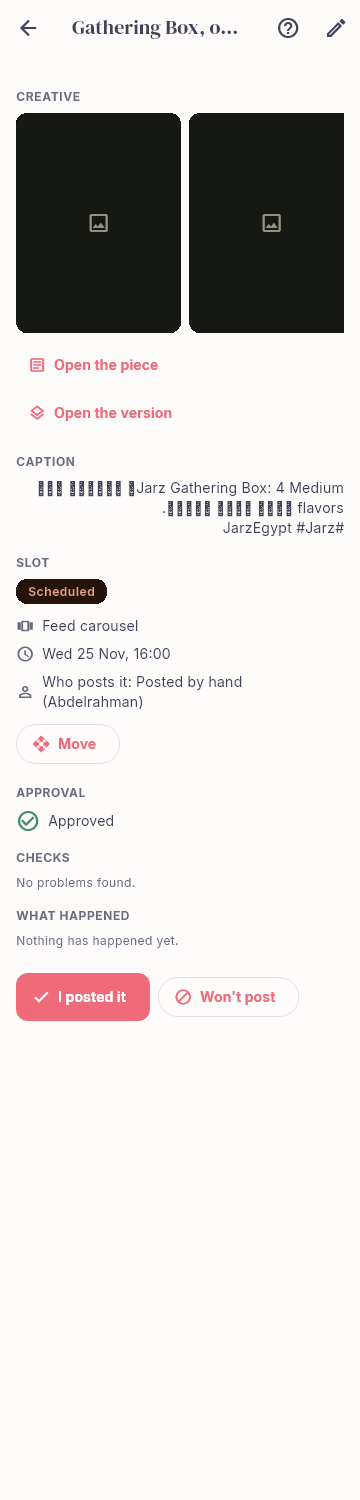 Gathering Box, o...
CREATIVE
Open the piece
Open the version
CAPTION
Jarz Gathering Box: 4 Medium
flavors
JarzEgypt #Jarz#
SLOT
Scheduled
Feed carousel
Wed 25 Nov, 16:00
Who posts it: Posted by hand
(Abdelrahman)
Move
APPROVAL
Approved
CHECKS
No problems found.
WHAT HAPPENED
Nothing has happened yet.
I posted it
Won't post